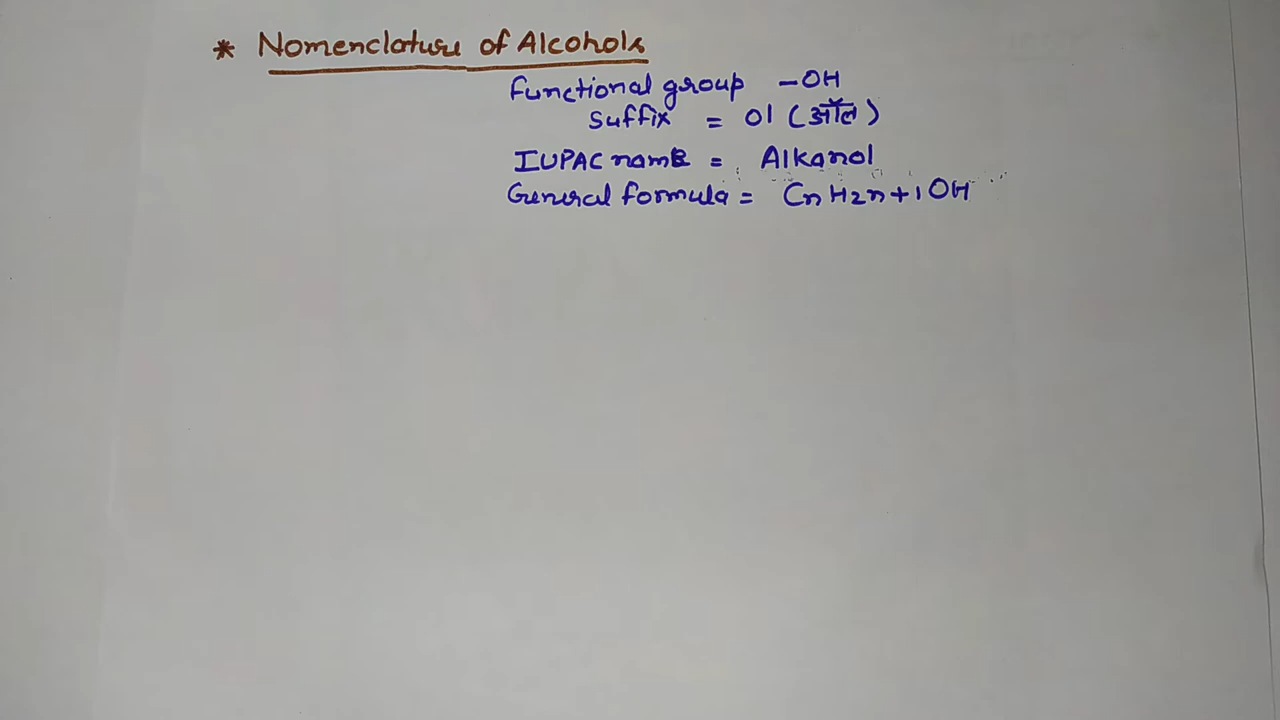 * Nomenclature of Alcohols
Functional group -OH
Suffix = ol (ऑल)
IUPAC name = Alkanol
General formula = CnH2n+1OH